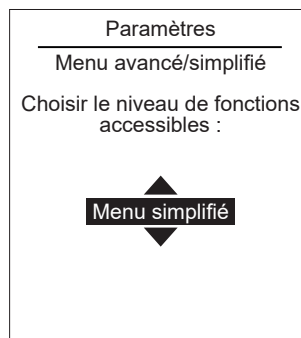 Paramètres
Menu avancé/simplifié
Choisir le niveau de fonctions
accessibles :
Menu simplifié